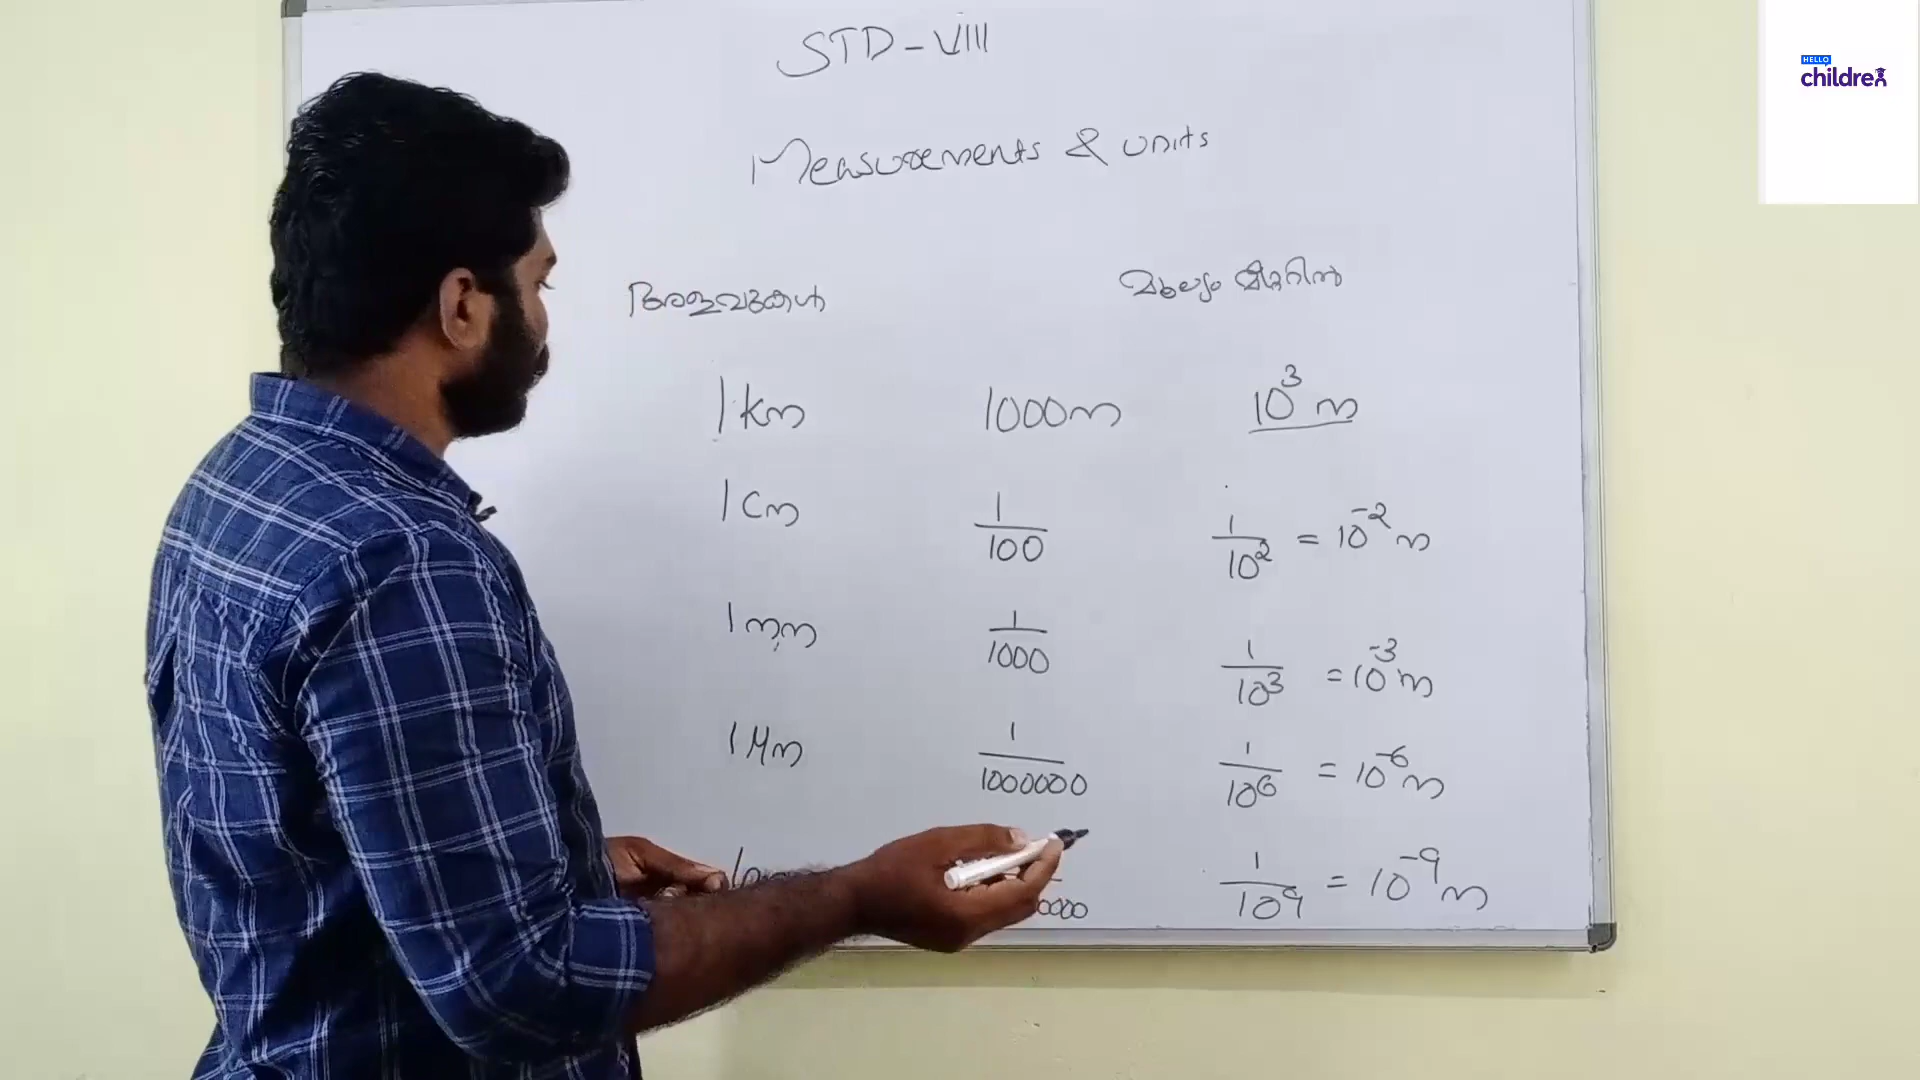 STD-VIII
HELLO
childreN
Measurements & units
അളവുകൾ മൂല്യം മീറ്ററിൽ
1 km 1000m 10³ m
1 cm 1/100 1/10² = 10⁻² m
1 mm 1/1000 1/10³ = 10⁻³ m
1 Mm 1/1000000 1/10⁶ = 10⁻⁶ m
1/10⁹ = 10⁻⁹ m